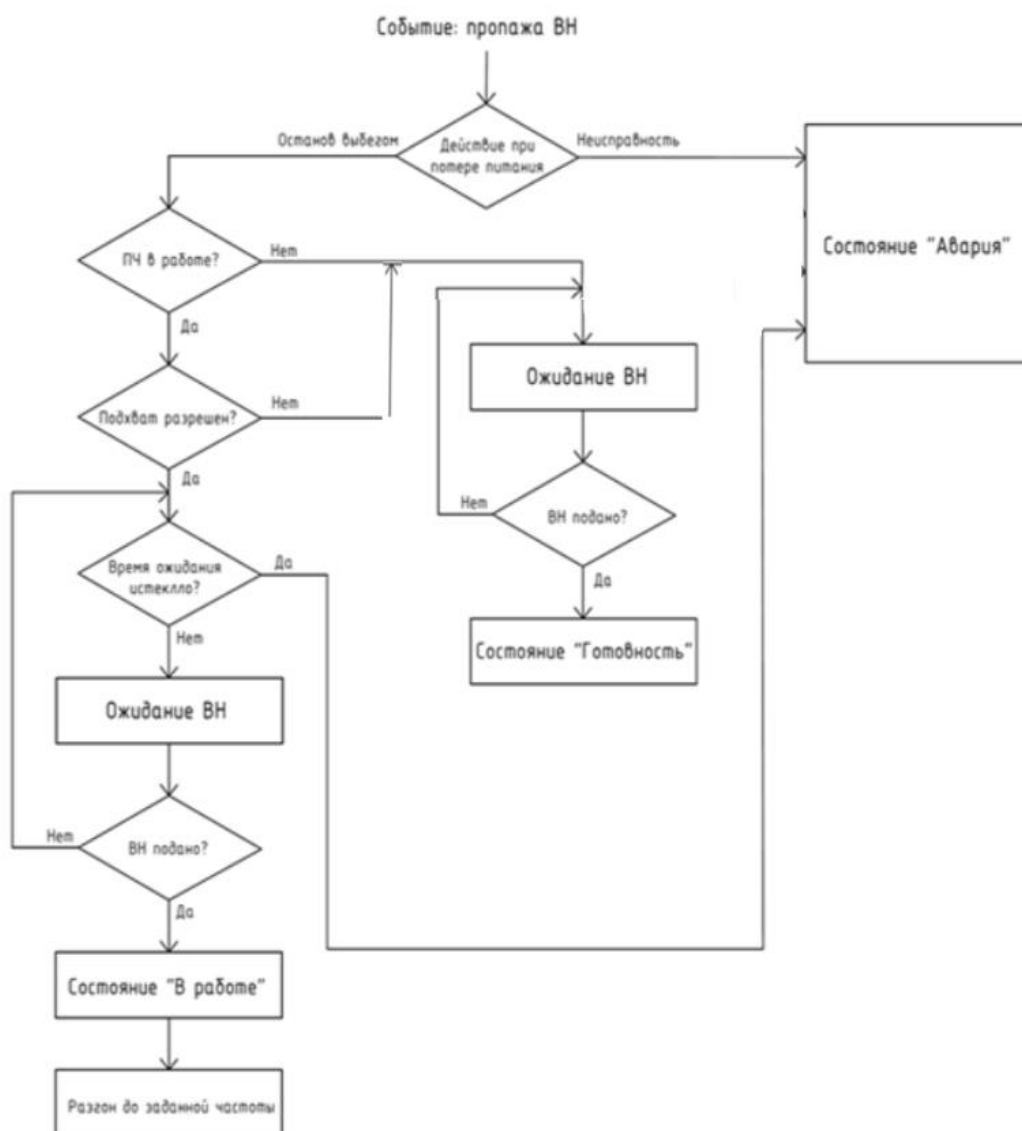 Событие: пропажа ВН
Останов выбегом
Действие при
потере питания
Неисправность
Состояние "Авария"
ПЧ в работе?
Нет
Да
Ожидание ВН
Подхват разрешен?
Нет
Да
ВН подано?
Нет
Да
Время ожидания
истеклло?
Да
Нет
Состояние "Готовность"
Ожидание ВН
ВН подано?
Нет
Да
Состояние "В работе"
Разгон до заданной частоты